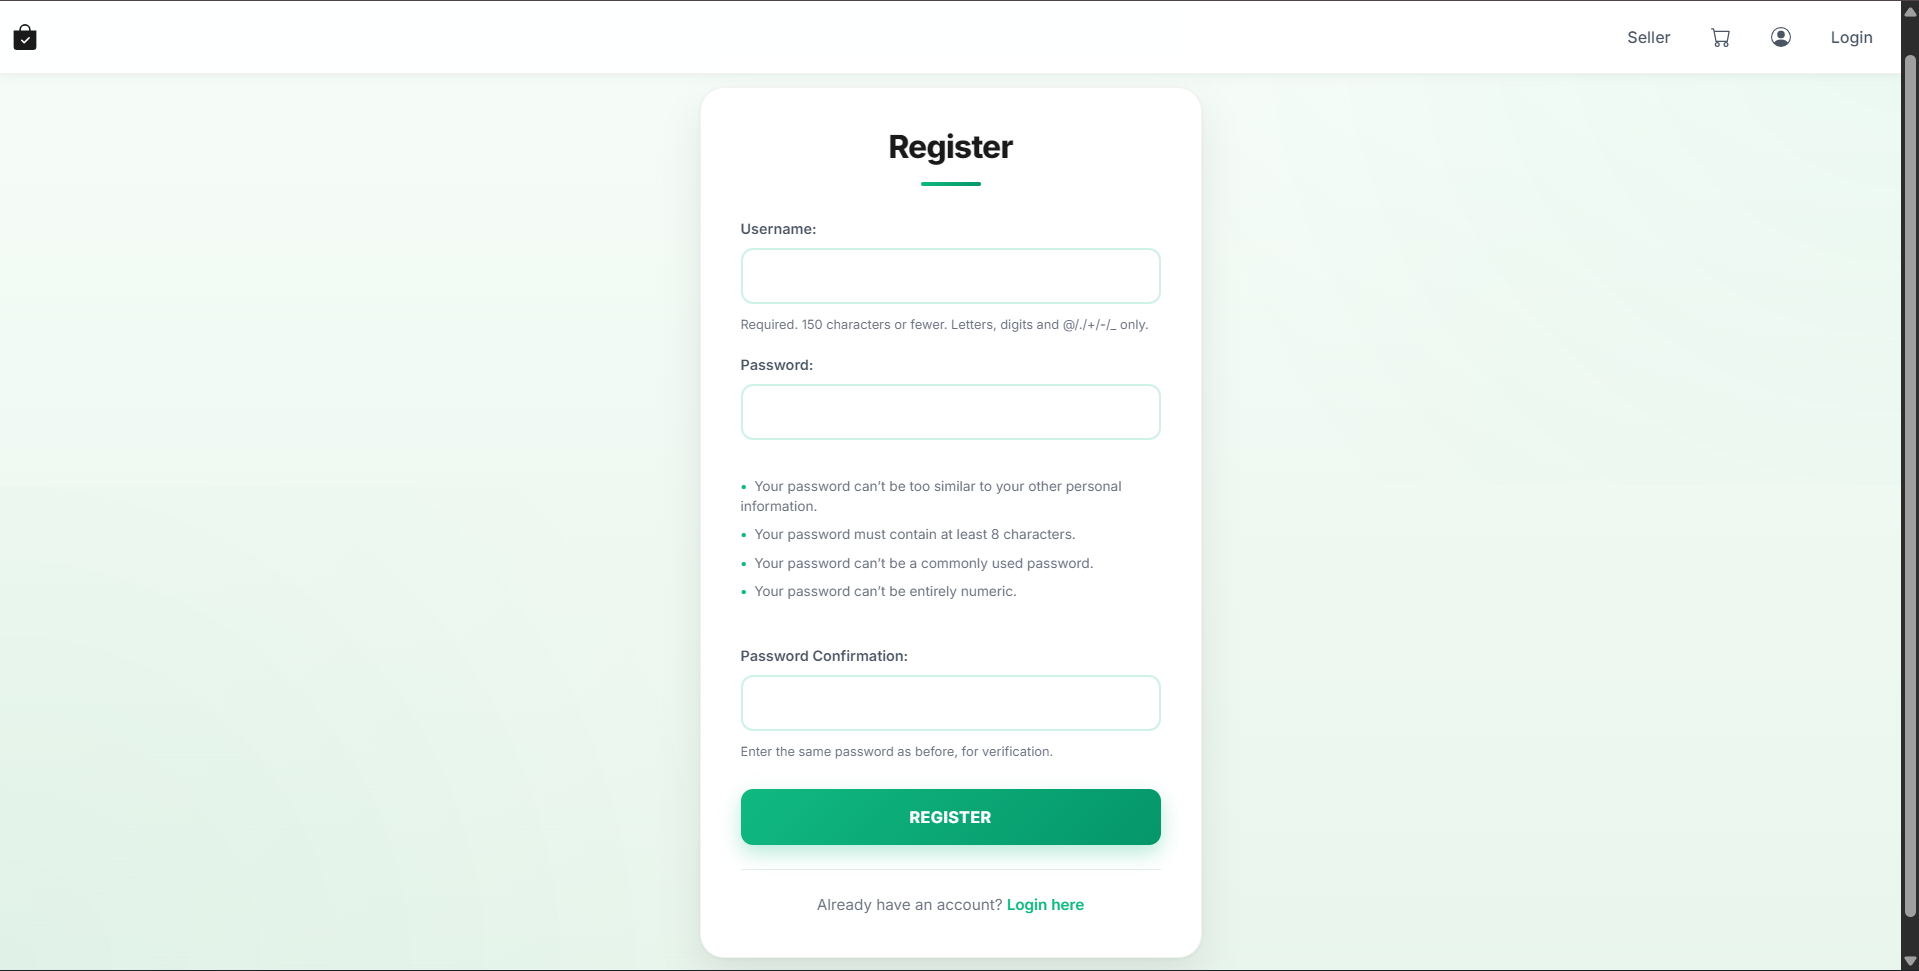 Seller
Login
Register
Username:
Required. 150 characters or fewer. Letters, digits and @/./+/-/_ only.
Password:
• Your password can’t be too similar to your other personal
information.
• Your password must contain at least 8 characters.
• Your password can’t be a commonly used password.
• Your password can’t be entirely numeric.
Password Confirmation:
Enter the same password as before, for verification.
REGISTER
Already have an account? Login here